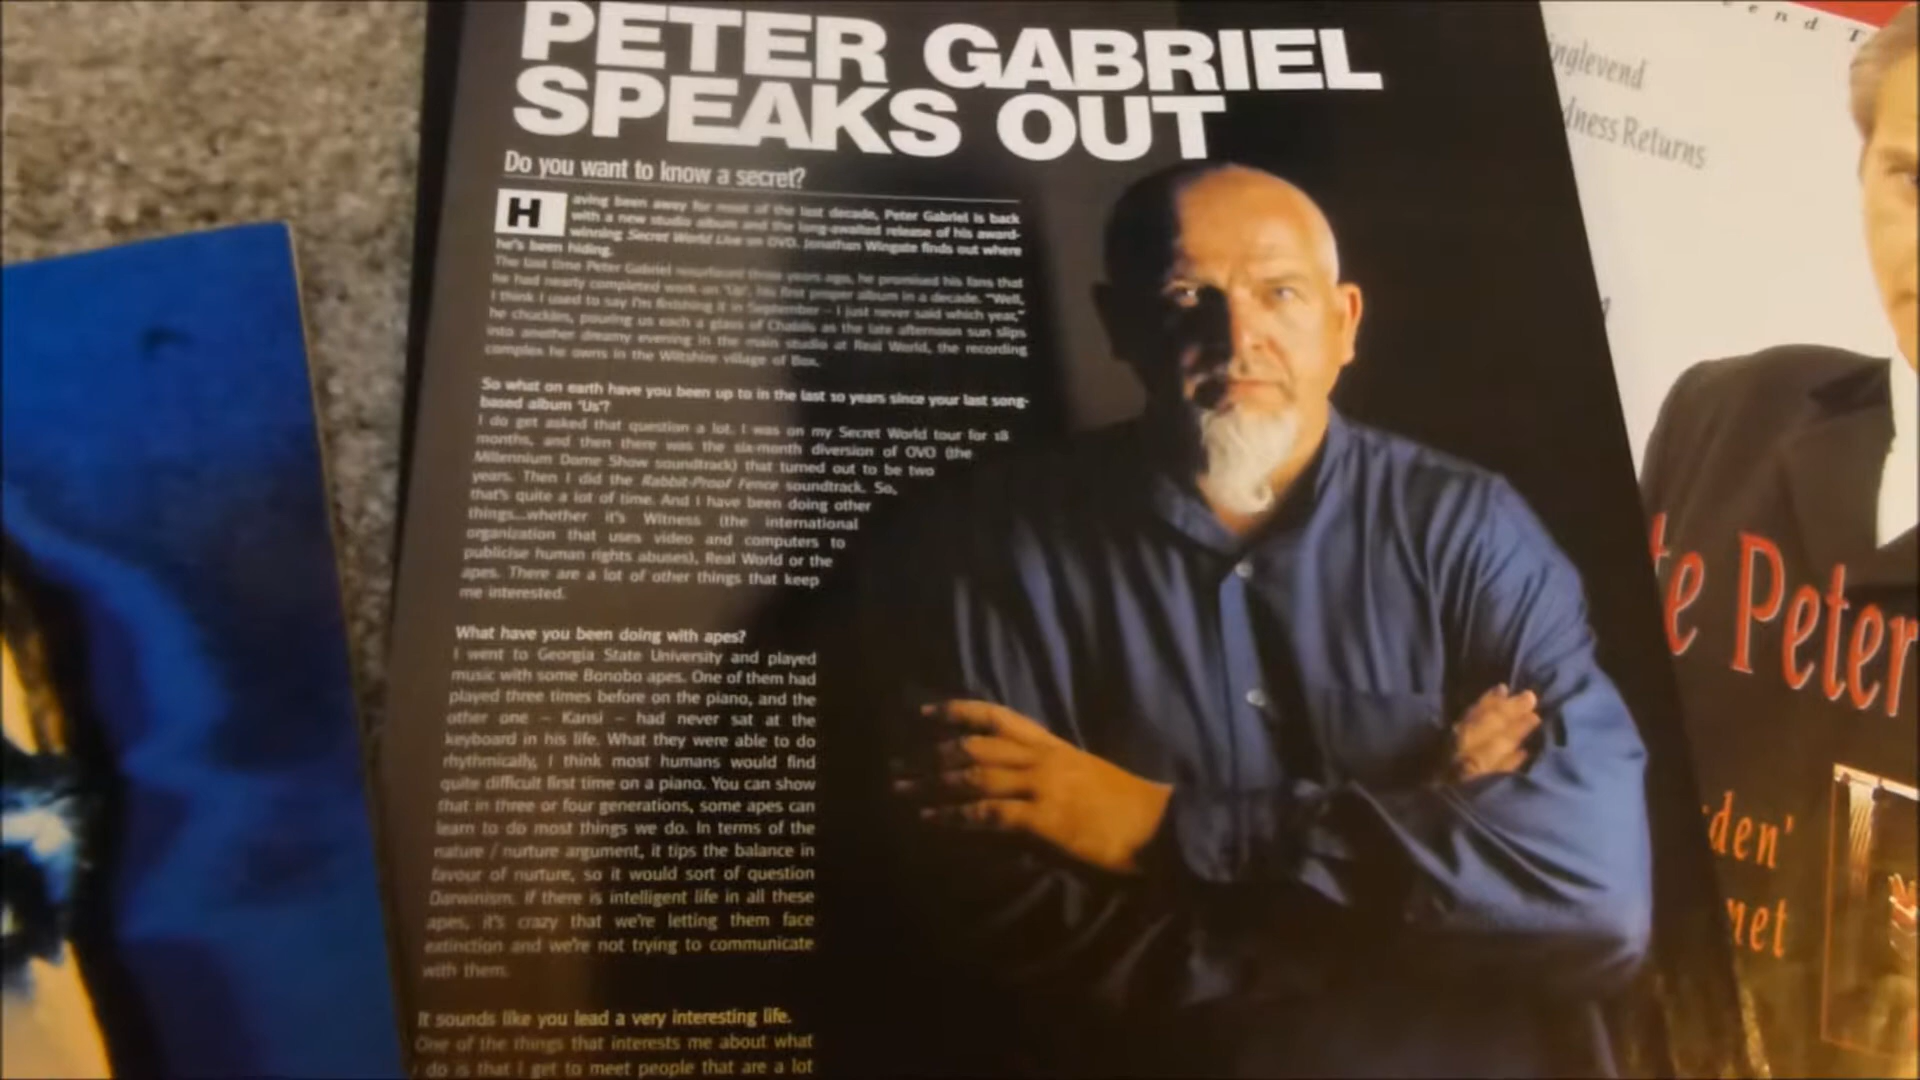 PETER GABRIEL
SPEAKS OUT
Do you want to know a secret?
Having been away for most of the last decade, Peter Gabriel is back
with a new studio album and the long-awaited release of his award-
winning Secret World Live on DVD. Jonathan Wingate finds out where
he's been hiding.
The last time Peter Gabriel resurfaced three years ago, he promised his fans that
he had nearly completed work on 'Up', his first proper album in a decade. "Well,
I think I used to say I'm finishing it in September – I just never said which year,"
he chuckles, pouring us each a glass of Chablis as the late afternoon sun slips
into another dreamy evening in the main studio at Real World, the recording
complex he owns in the Wiltshire village of Box.
So what on earth have you been up to in the last 10 years since your last song-
based album 'Us'?
I do get asked that question a lot. I was on my Secret World tour for 18
months, and then there was the six-month diversion of OVO (the
Millennium Dome Show soundtrack) that turned out to be two
years. Then I did the Rabbit-Proof Fence soundtrack. So,
that's quite a lot of time. And I have been doing other
things...whether it's Witness (the international
organization that uses video and computers to
publicise human rights abuses), Real World or the
apes. There are a lot of other things that keep
me interested.
What have you been doing with apes?
I went to Georgia State University and played
music with some Bonobo apes. One of them had
played three times before on the piano, and the
other one – Kansi – had never sat at the
keyboard in his life. What they were able to do
rhythmically, I think most humans would find
quite difficult first time on a piano. You can show
that in three or four generations, some apes can
learn to do most things we do. In terms of the
nature / nurture argument, it tips the balance in
favour of nurture, so it would sort of question
Darwinism. If there is intelligent life in all these
apes, it's crazy that we're letting them face
extinction and we're not trying to communicate
with them.
It sounds like you lead a very interesting life.
One of the things that interests me about what
I do is that I get to meet people that are a lot
end T
nglevend
dness Returns
te Peter
den'
net